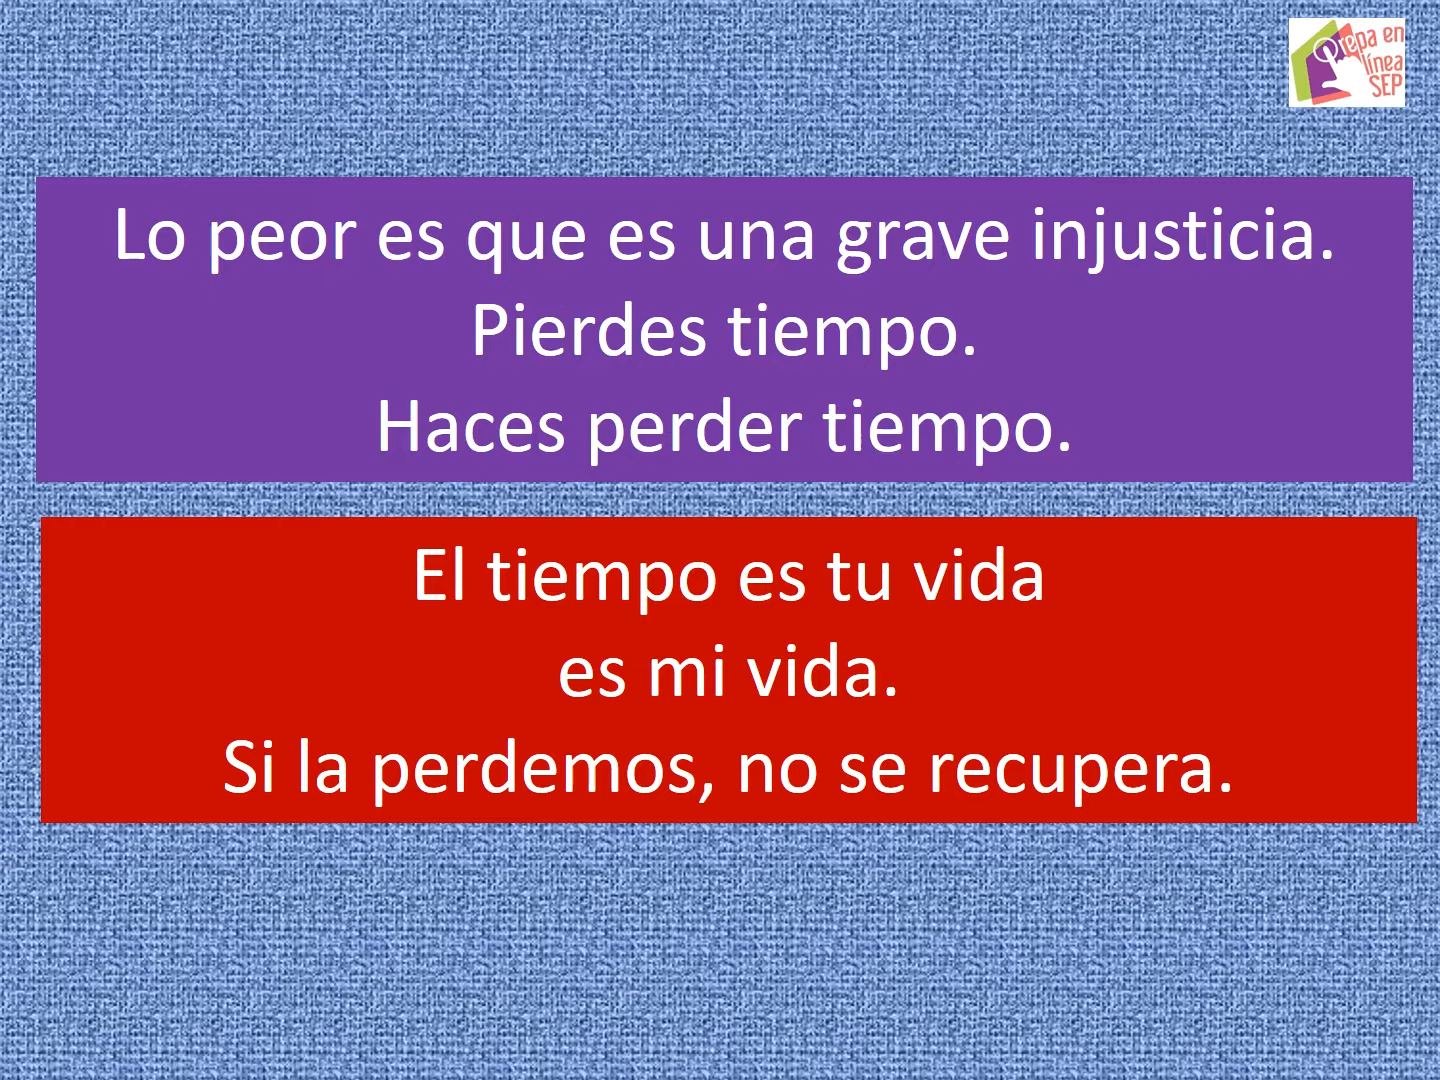 Prepa en
línea
SEP
Lo peor es que es una grave injusticia.
Pierdes tiempo.
Haces perder tiempo.
El tiempo es tu vida
es mi vida.
Si la perdemos, no se recupera.